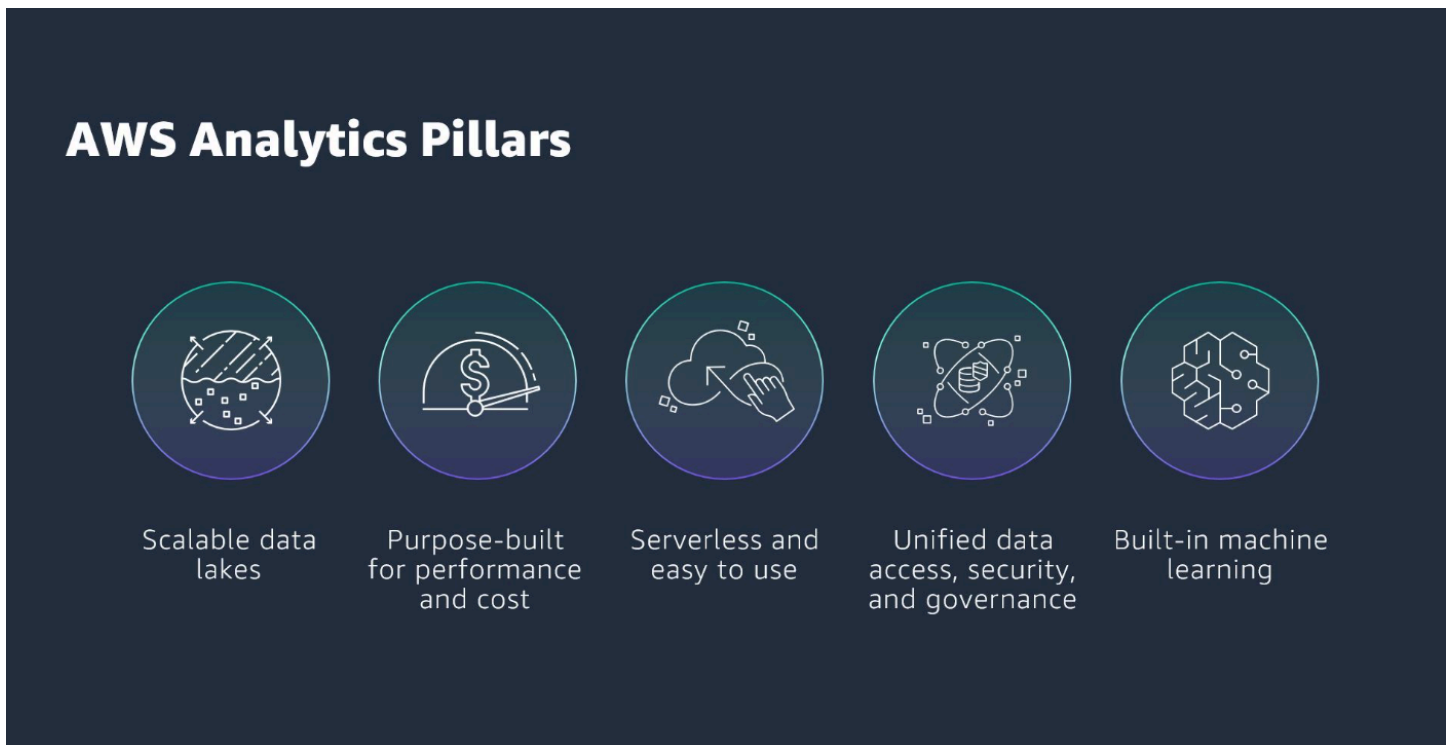 AWS Analytics Pillars
Scalable data
lakes
Purpose-built
for performance
and cost
Serverless and
easy to use
Unified data
access, security,
and governance
Built-in machine
learning